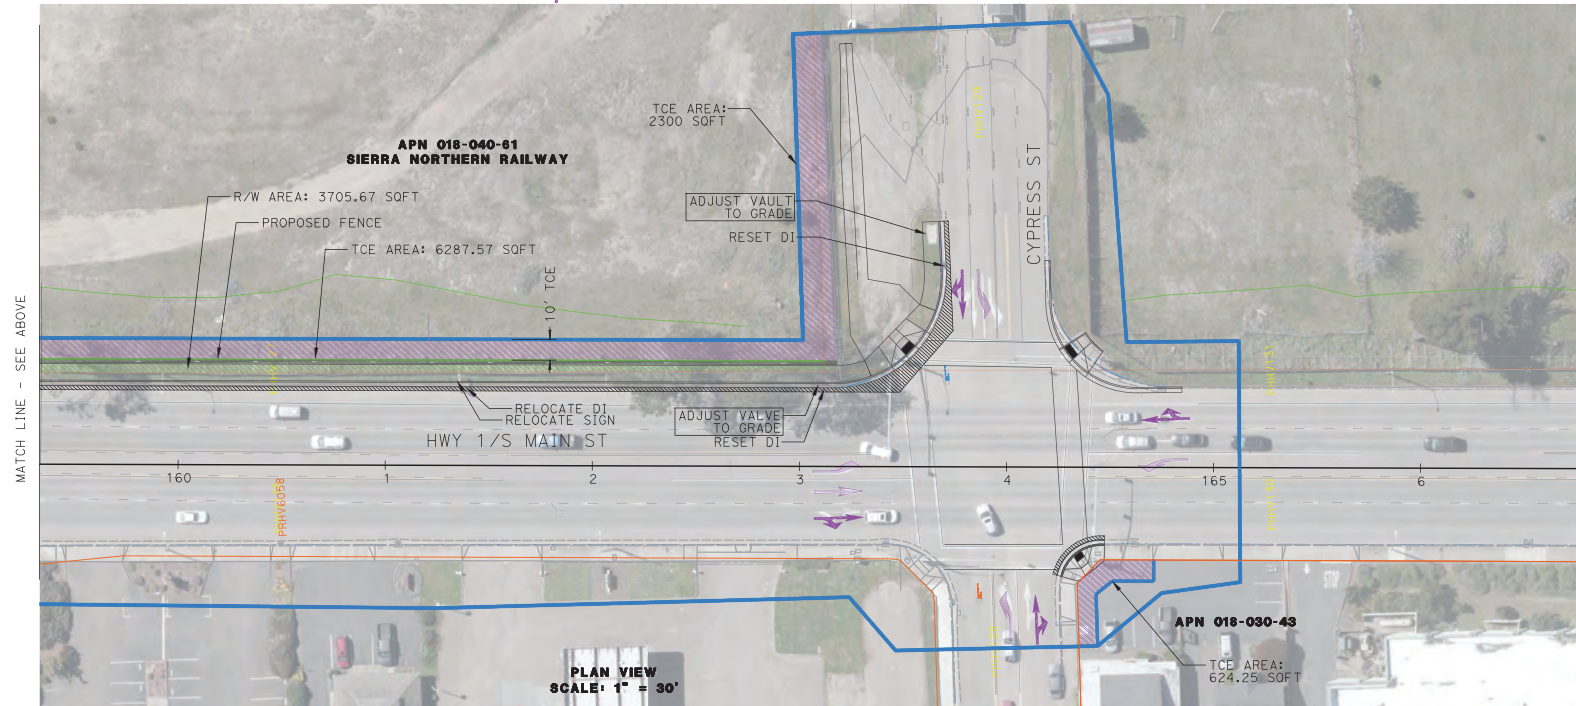 TCE AREA:
2300 SQFT
APN 018-040-61
SIERRA NORTHERN RAILWAY
R/W AREA: 3705.67 SQFT
PROPOSED FENCE
TCE AREA: 6287.57 SQFT
10' TCE
ADJUST VAULT
TO GRADE
RESET DI
CYPRESS ST
MATCH LINE - SEE ABOVE
RELOCATE DI
RELOCATE SIGN
HWY 1/S MAIN ST
ADJUST VALVE
TO GRADE
RESET DI
160 1 2 3 4 165 6
PRHV6058
STOP
APN 018-030-43
TCE AREA:
624.25 SQFT
PLAN VIEW
SCALE: 1" = 30'